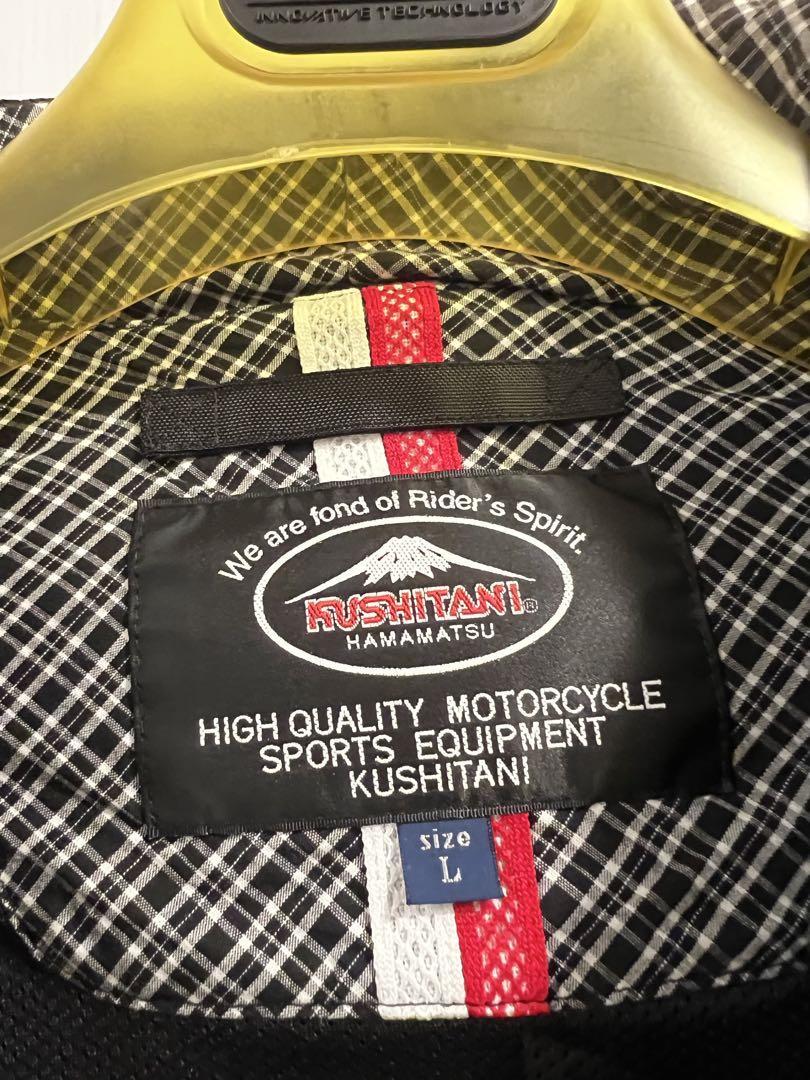 INNOVATIVE TECHNOLOGY
We are fond of Rider's Spirit.
KUSHITANI®
HAMAMATSU
HIGH QUALITY MOTORCYCLE
SPORTS EQUIPMENT
KUSHITANI
size
L